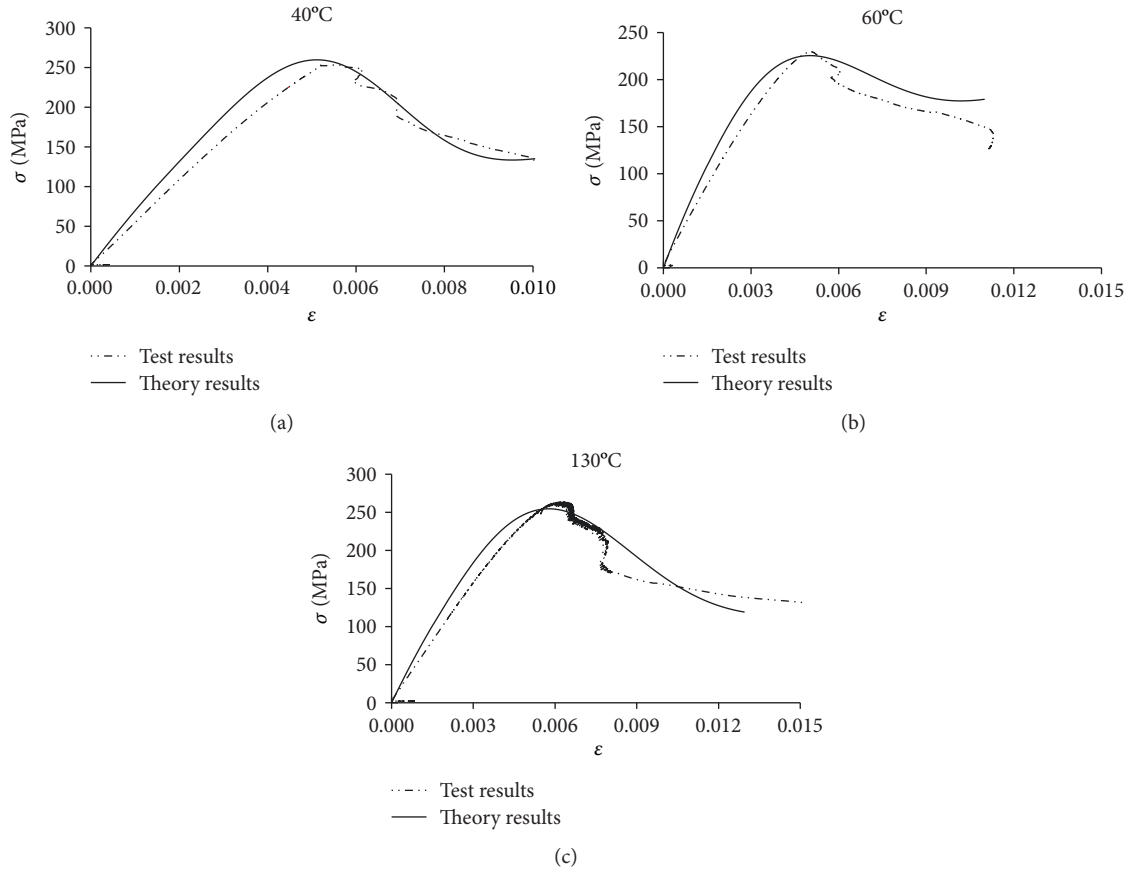 40°C
300
250
200
150
100
50
0
σ (MPa)
0.000 0.002 0.004 0.006 0.008 0.010
ε
Test results
Theory results
(a)
60°C
250
200
150
100
50
0
σ (MPa)
0.000 0.003 0.006 0.009 0.012 0.015
ε
Test results
Theory results
(b)
130°C
300
250
200
150
100
50
0
σ (MPa)
0.000 0.003 0.006 0.009 0.012 0.015
ε
Test results
Theory results
(c)